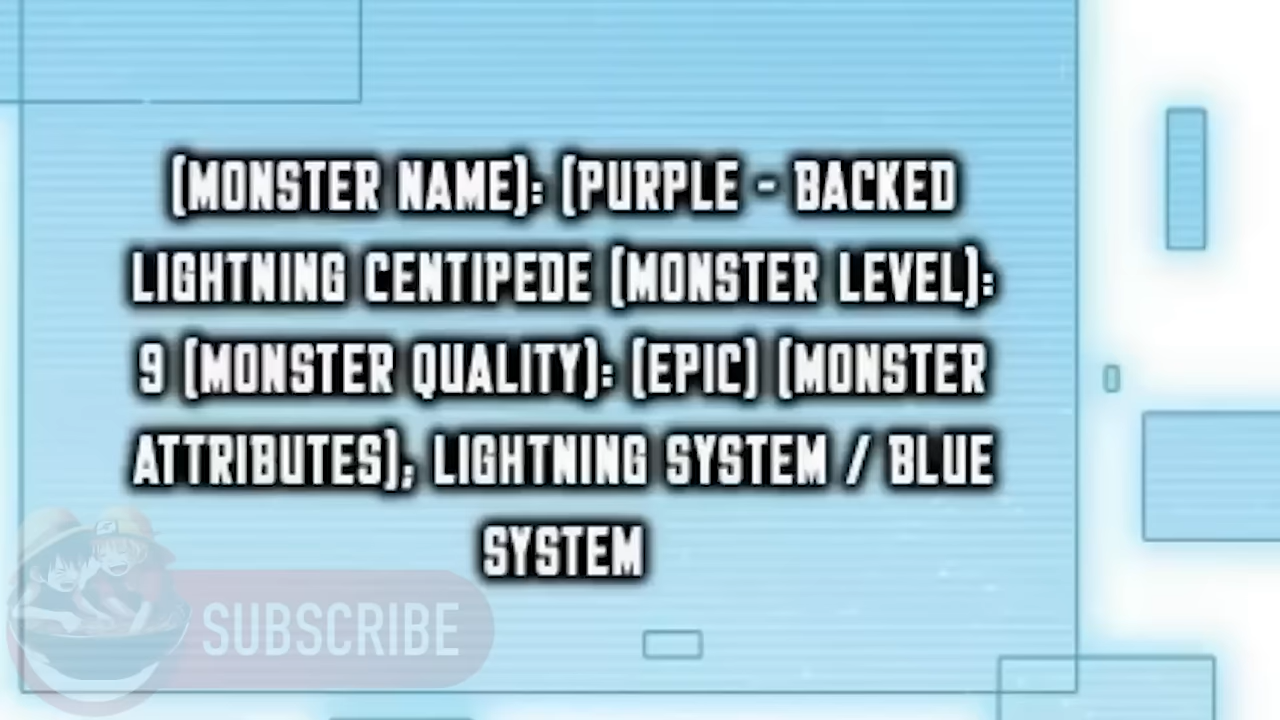 [MONSTER NAME]: [PURPLE - BACKED
LIGHTNING CENTIPEDE [MONSTER LEVEL]:
9 [MONSTER QUALITY]: [EPIC] [MONSTER
ATTRIBUTES]; LIGHTNING SYSTEM / BLUE
SYSTEM
SUBSCRIBE